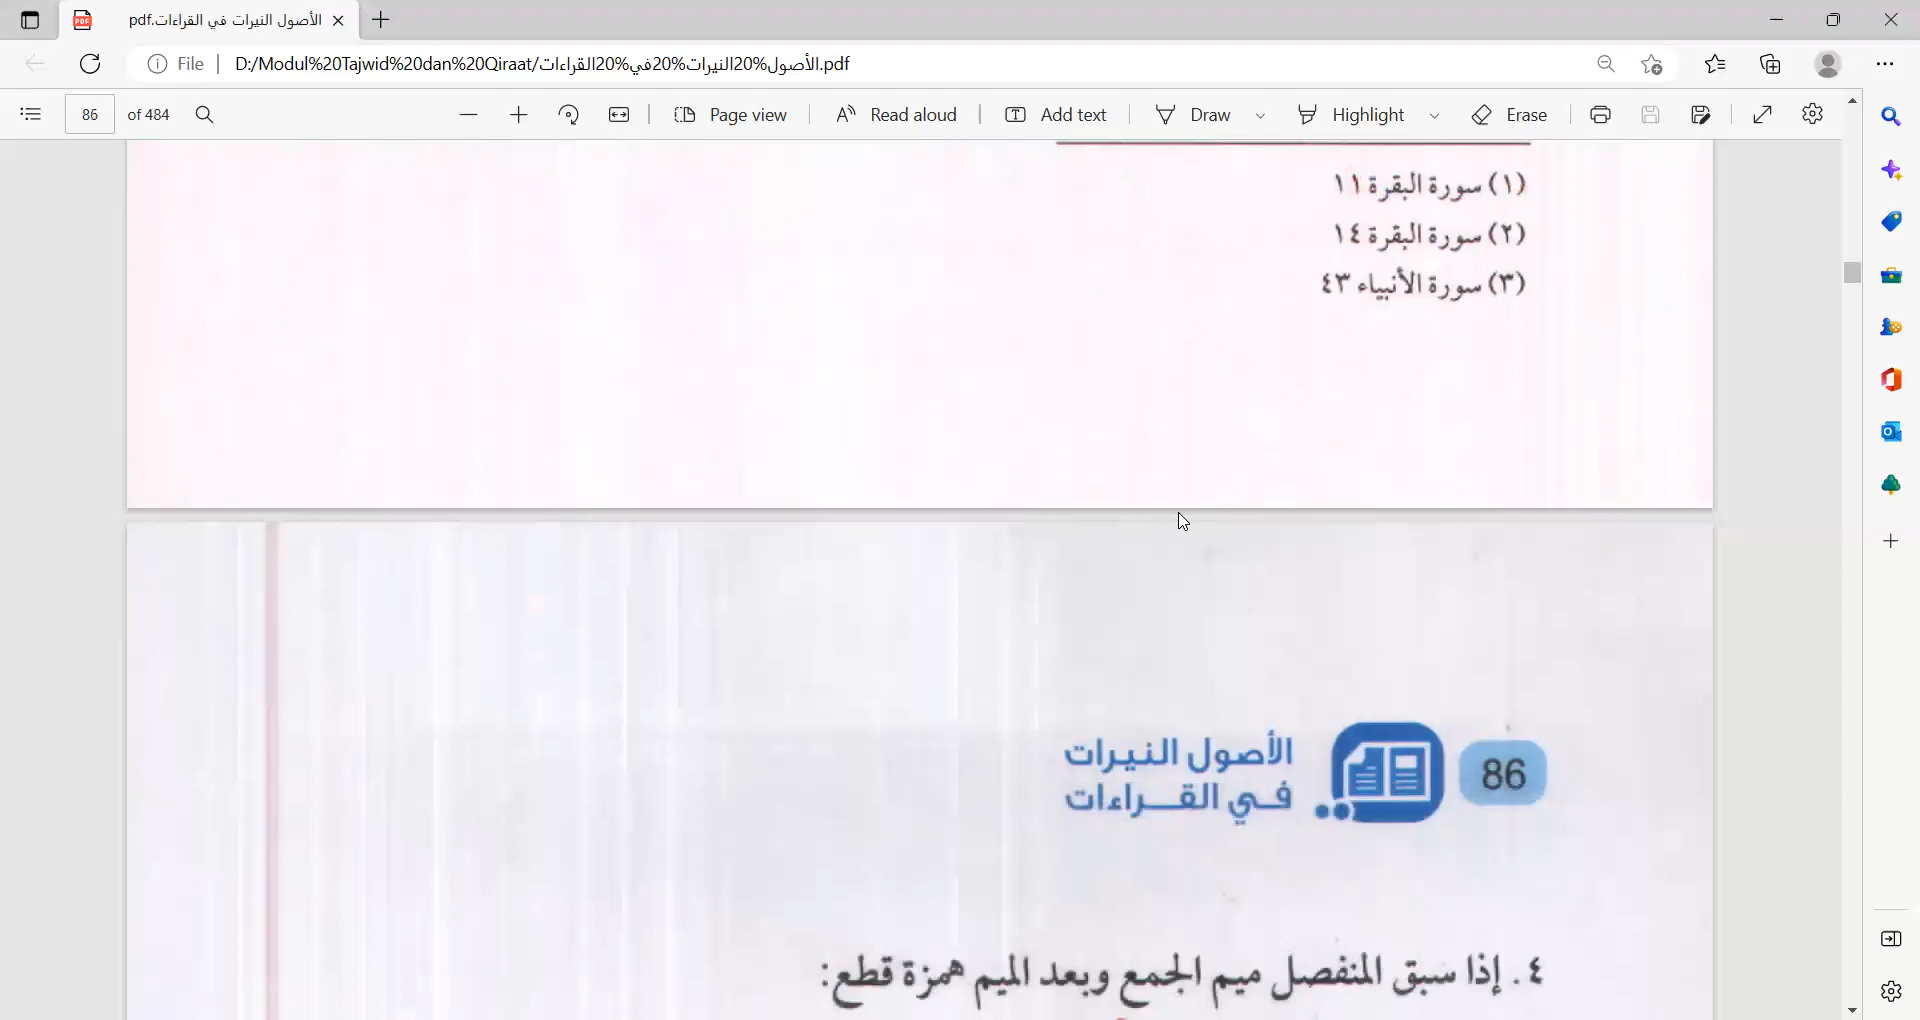 الأصول النيرات في القراءات.pdf
File
D:/Modul%20Tajwid%20dan%20Qiraat/الأصول%20النيرات%20في%20القراءات.pdf
86 of 484
Page view
Read aloud
Add text
Draw
Highlight
Erase
(١) سورة البقرة ١١
(٢) سورة البقرة ١٤
(٣) سورة الأنبياء ٤٣
86
الأصول النيرات
في القراءات
٤. إذا سبق المنفصل ميم الجمع وبعد الميم همزة قطع: